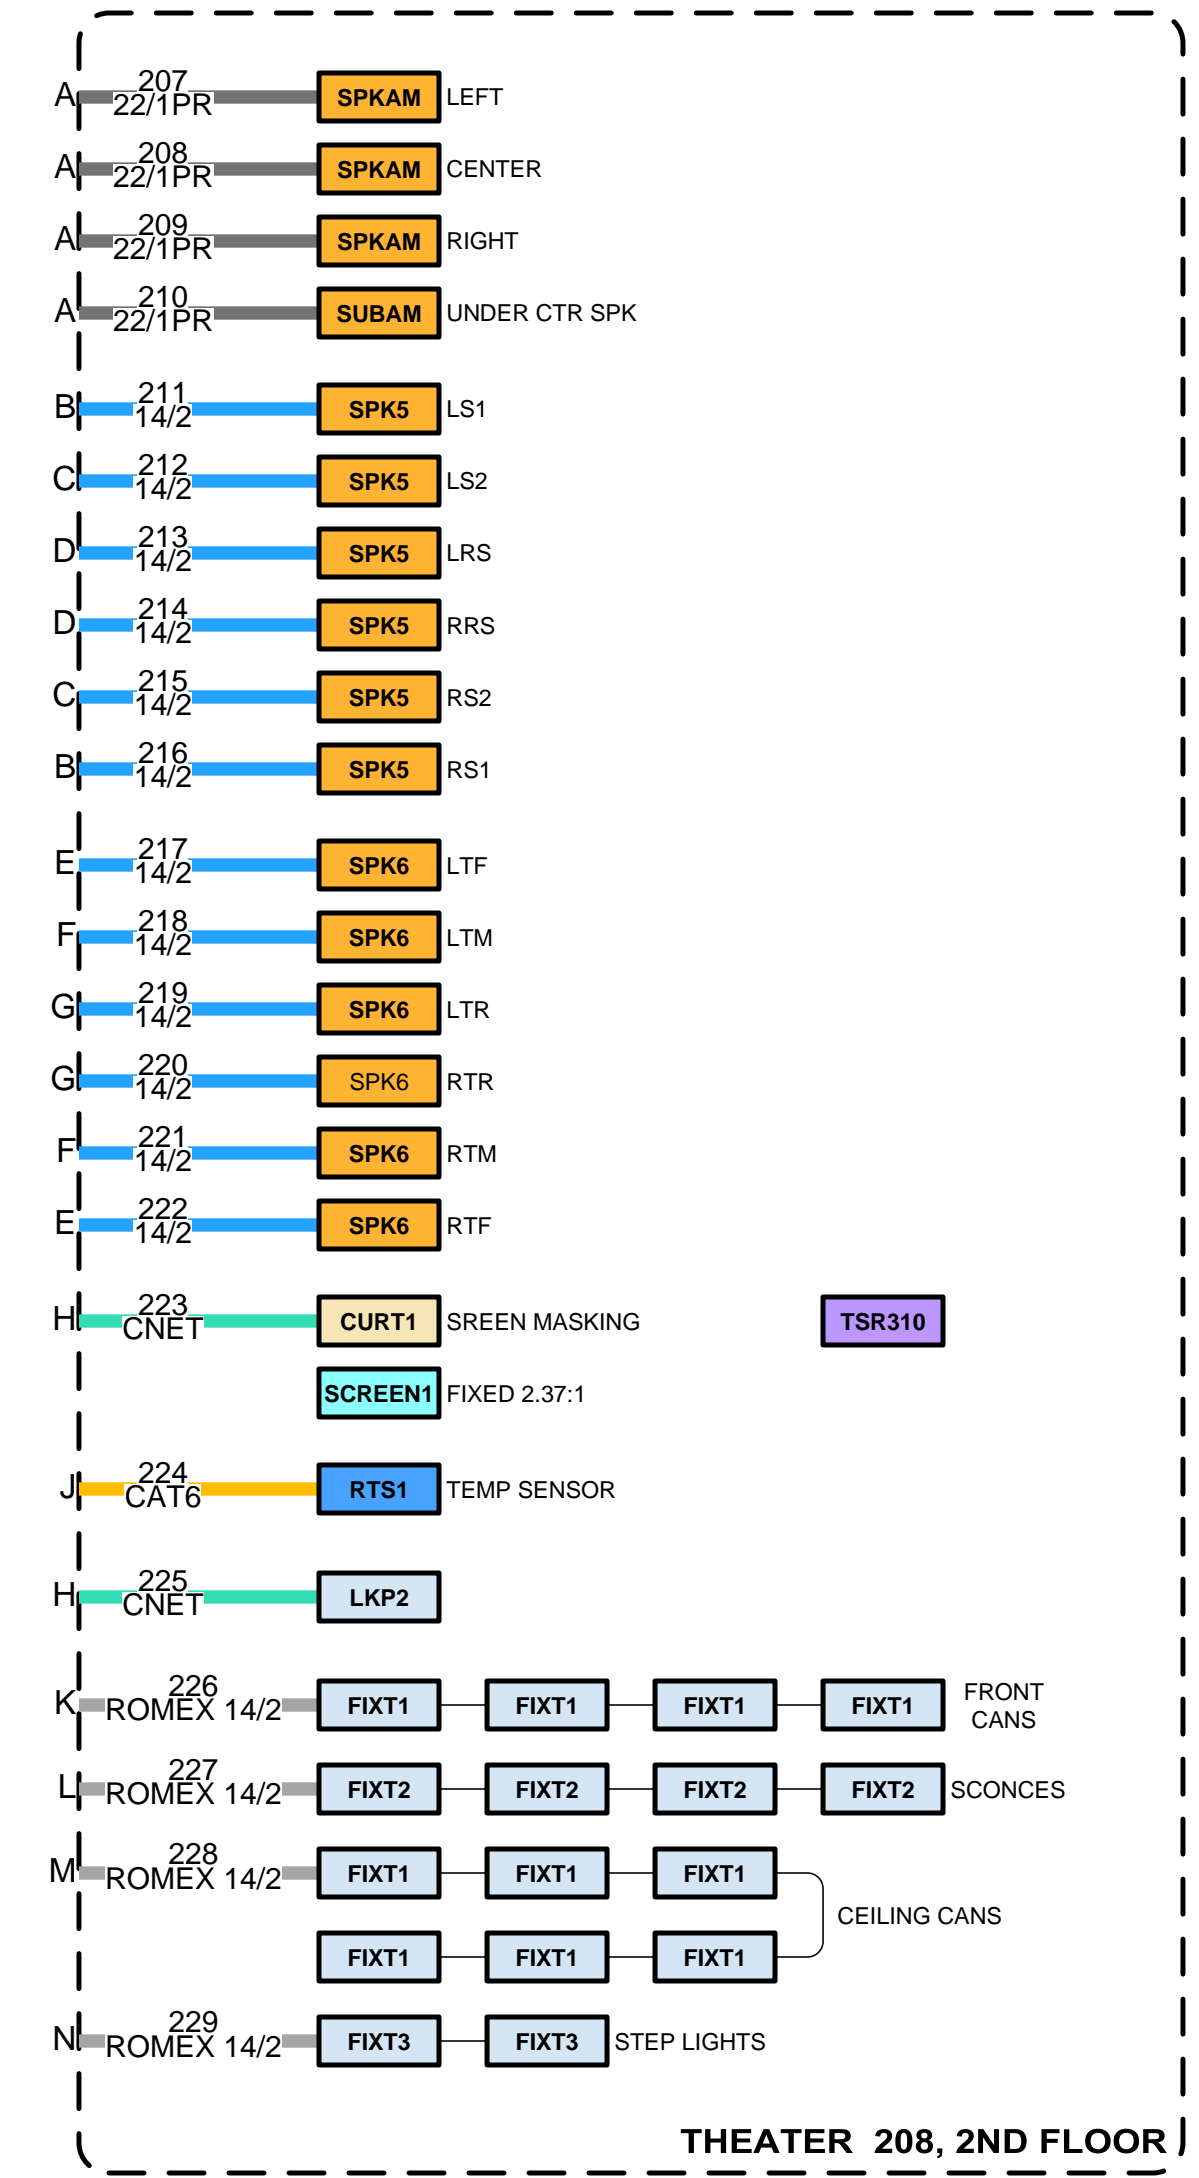 A 207 22/1PR SPKAM LEFT
A 208 22/1PR SPKAM CENTER
A 209 22/1PR SPKAM RIGHT
A 210 22/1PR SUBAM UNDER CTR SPK
B 211 14/2 SPK5 LS1
C 212 14/2 SPK5 LS2
D 213 14/2 SPK5 LRS
D 214 14/2 SPK5 RRS
C 215 14/2 SPK5 RS2
B 216 14/2 SPK5 RS1
E 217 14/2 SPK6 LTF
F 218 14/2 SPK6 LTM
G 219 14/2 SPK6 LTR
G 220 14/2 SPK6 RTR
F 221 14/2 SPK6 RTM
E 222 14/2 SPK6 RTF
H 223 CNET CURT1 SREEN MASKING TSR310
SCREEN1 FIXED 2.37:1
J 224 CAT6 RTS1 TEMP SENSOR
H 225 CNET LKP2
K 226 ROMEX 14/2 FIXT1 FIXT1 FIXT1 FIXT1 FRONT
CANS
L 227 ROMEX 14/2 FIXT2 FIXT2 FIXT2 FIXT2 SCONCES
M 228 ROMEX 14/2 FIXT1 FIXT1 FIXT1
CEILING CANS
FIXT1 FIXT1 FIXT1
N 229 ROMEX 14/2 FIXT3 FIXT3 STEP LIGHTS
THEATER 208, 2ND FLOOR